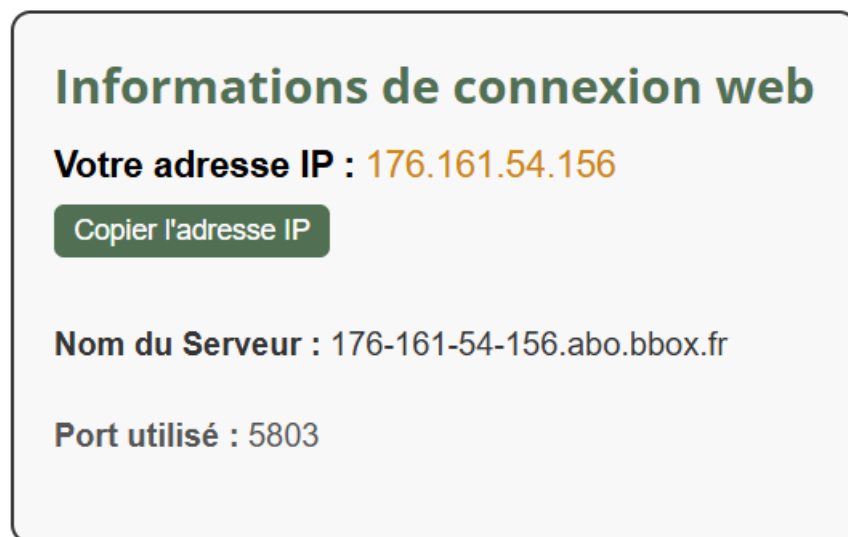 Informations de connexion web
Votre adresse IP : 176.161.54.156
Copier l'adresse IP
Nom du Serveur : 176-161-54-156.abo.bbox.fr
Port utilisé : 5803